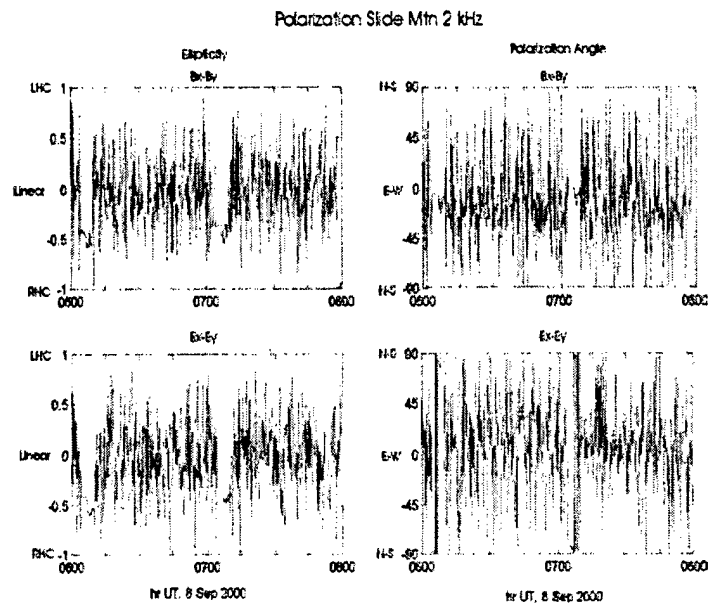 Polarization Slide Mtn 2 kHz
Ellipticity
Bx-By
LHC 1
0.5
Linear 0
-0.5
RHC -1
0600 0700 0800
Polarization Angle
Bx-By
N-S 90
45
E-W 0
-45
N-S -90
0600 0700 0800
Ex-Ey
LHC 1
0.5
Linear 0
-0.5
RHC -1
0600 0700 0800
hr UT, 8 Sep 2000
Ex-Ey
N-S 90
45
E-W 0
-45
N-S -90
0600 0700 0800
hr UT, 8 Sep 2000